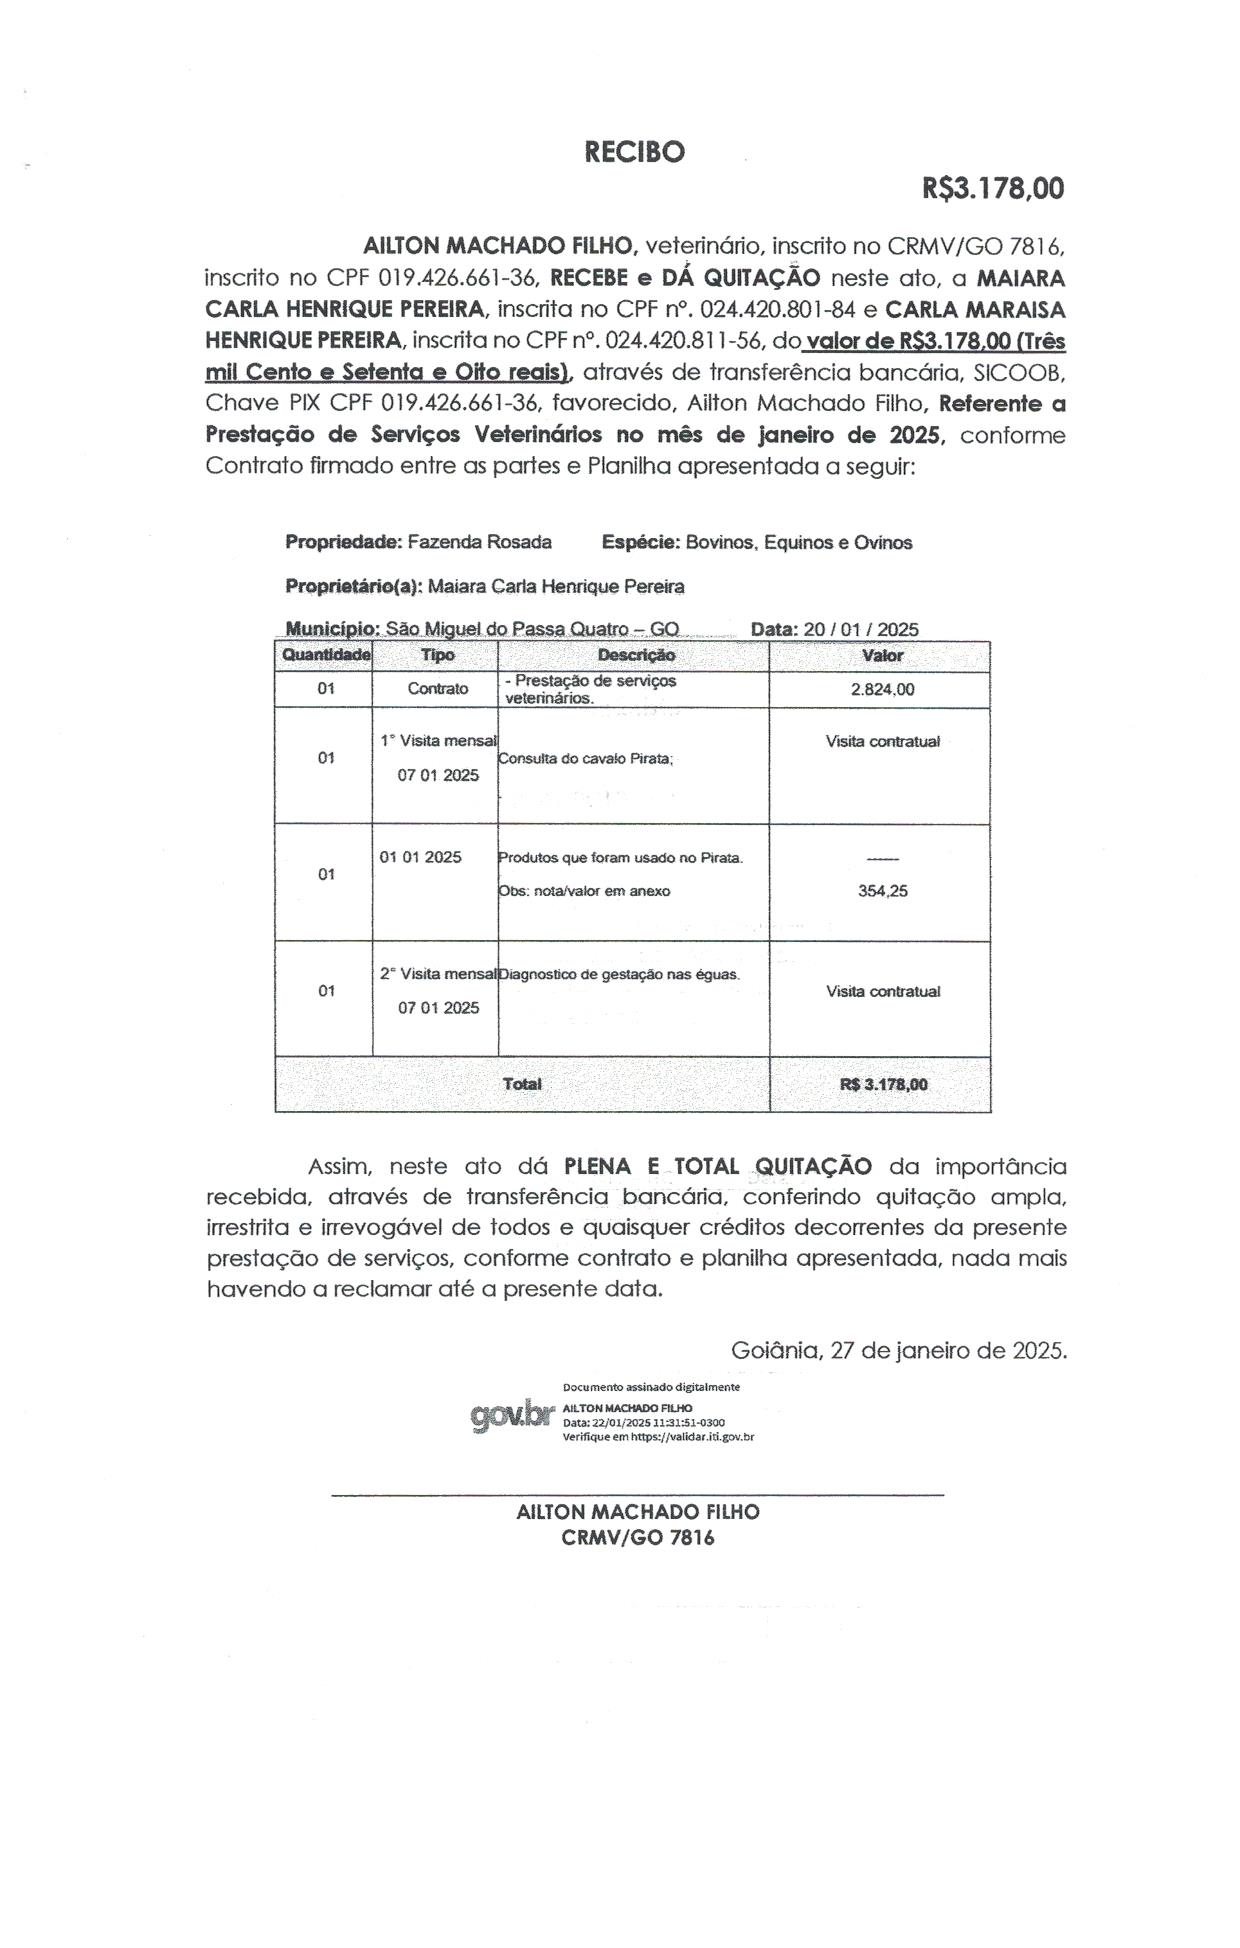 RECIBO
R$3.178,00
AILTON MACHADO FILHO, veterinário, inscrito no CRMV/GO 7816,
inscrito no CPF 019.426.661-36, RECEBE e DÁ QUITAÇÃO neste ato, a MAIARA
CARLA HENRIQUE PEREIRA, inscrita no CPF nº. 024.420.801-84 e CARLA MARAISA
HENRIQUE PEREIRA, inscrita no CPF nº. 024.420.811-56, do valor de R$3.178,00 (Três
mil Cento e Setenta e Oito reais), através de transferência bancária, SICOOB,
Chave PIX CPF 019.426.661-36, favorecido, Ailton Machado Filho, Referente a
Prestação de Serviços Veterinários no mês de janeiro de 2025, conforme
Contrato firmado entre as partes e Planilha apresentada a seguir:
Propriedade: Fazenda Rosada Espécie: Bovinos, Equinos e Ovinos
Proprietário(a): Maiara Carla Henrique Pereira
Município: São Miguel do Passa Quatro – GO Data: 20 / 01 / 2025
Quantidade Tipo Descrição Valor
01 Contrato - Prestação de serviços
veterinários. 2.824,00
01 1° Visita mensal
07 01 2025 Consulta do cavalo Pirata; Visita contratual
01 01 01 2025 Produtos que foram usado no Pirata. -----
Obs: nota/valor em anexo 354,25
01 2° Visita mensal Diagnostico de gestação nas éguas.
07 01 2025 Visita contratual
Total R$ 3.178,00
Assim, neste ato dá PLENA E TOTAL QUITAÇÃO da importância
recebida, através de transferência bancária, conferindo quitação ampla,
irrestrita e irrevogável de todos e quaisquer créditos decorrentes da presente
prestação de serviços, conforme contrato e planilha apresentada, nada mais
havendo a reclamar até a presente data.
Goiânia, 27 de janeiro de 2025.
Documento assinado digitalmente
gov.br AILTON MACHADO FILHO
Data: 22/01/2025 11:31:51-0300
Verifique em https://validar.iti.gov.br
AILTON MACHADO FILHO
CRMV/GO 7816